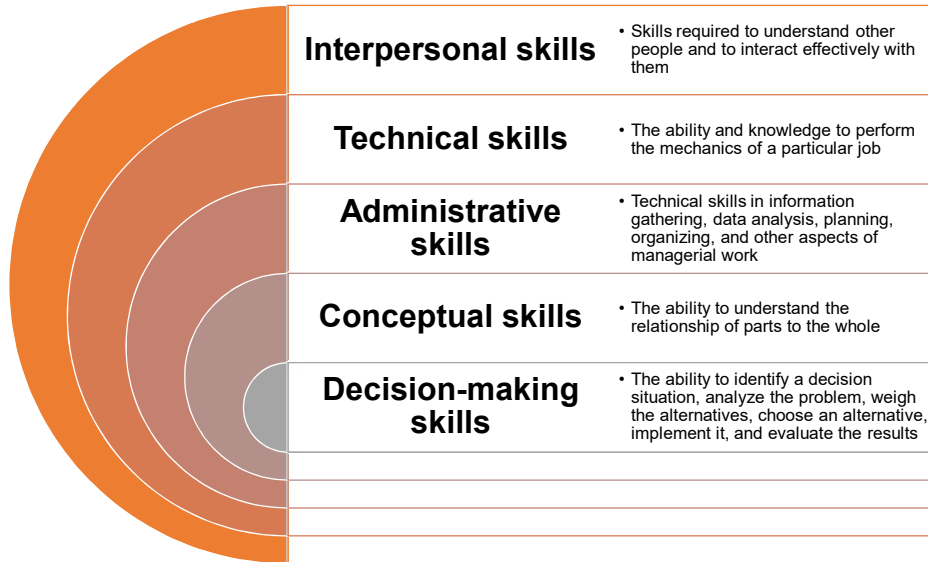 Interpersonal skills
• Skills required to understand other
people and to interact effectively with
them
Technical skills
• The ability and knowledge to perform
the mechanics of a particular job
Administrative
skills
• Technical skills in information
gathering, data analysis, planning,
organizing, and other aspects of
managerial work
Conceptual skills
• The ability to understand the
relationship of parts to the whole
Decision-making
skills
• The ability to identify a decision
situation, analyze the problem, weigh
the alternatives, choose an alternative,
implement it, and evaluate the results